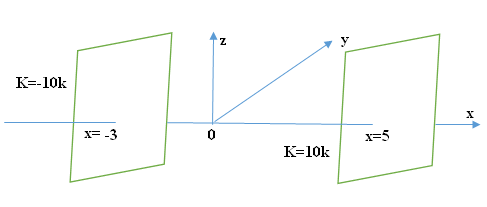 z
y
K=-10k
x
x= -3
0
x=5
K=10k